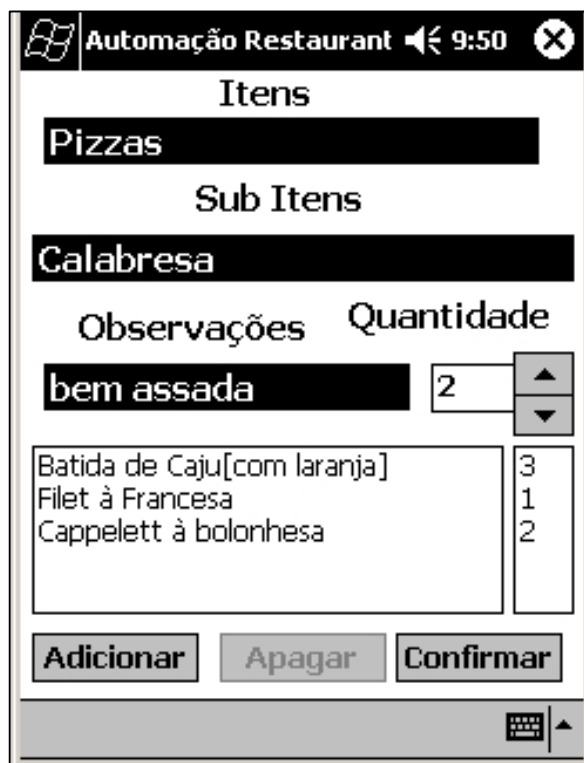 Automação Restaurant 9:50
Itens
Pizzas
Sub Itens
Calabresa
Observações Quantidade
bem assada 2
Batida de Caju[com laranja] 3
Filet à Francesa 1
Cappelett à bolonhesa 2
Adicionar Apagar Confirmar